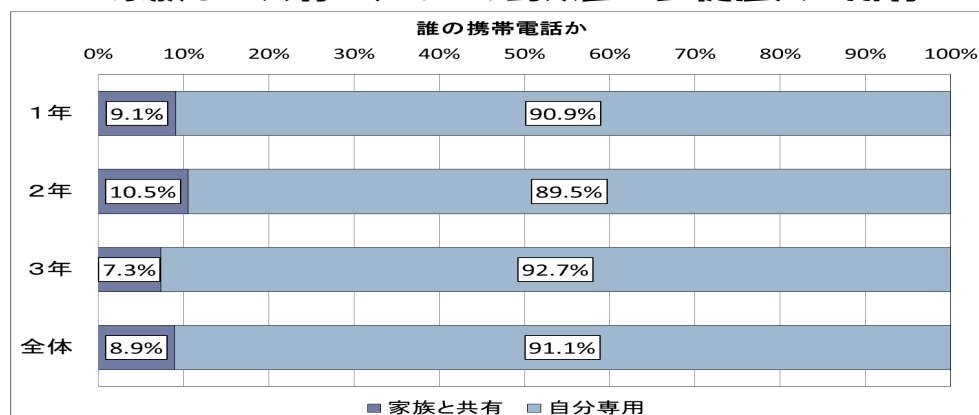 誰の携帯電話か
0% 10% 20% 30% 40% 50% 60% 70% 80% 90% 100%
1年 9.1% 90.9%
2年 10.5% 89.5%
3年 7.3% 92.7%
全体 8.9% 91.1%
家族と共有 自分専用